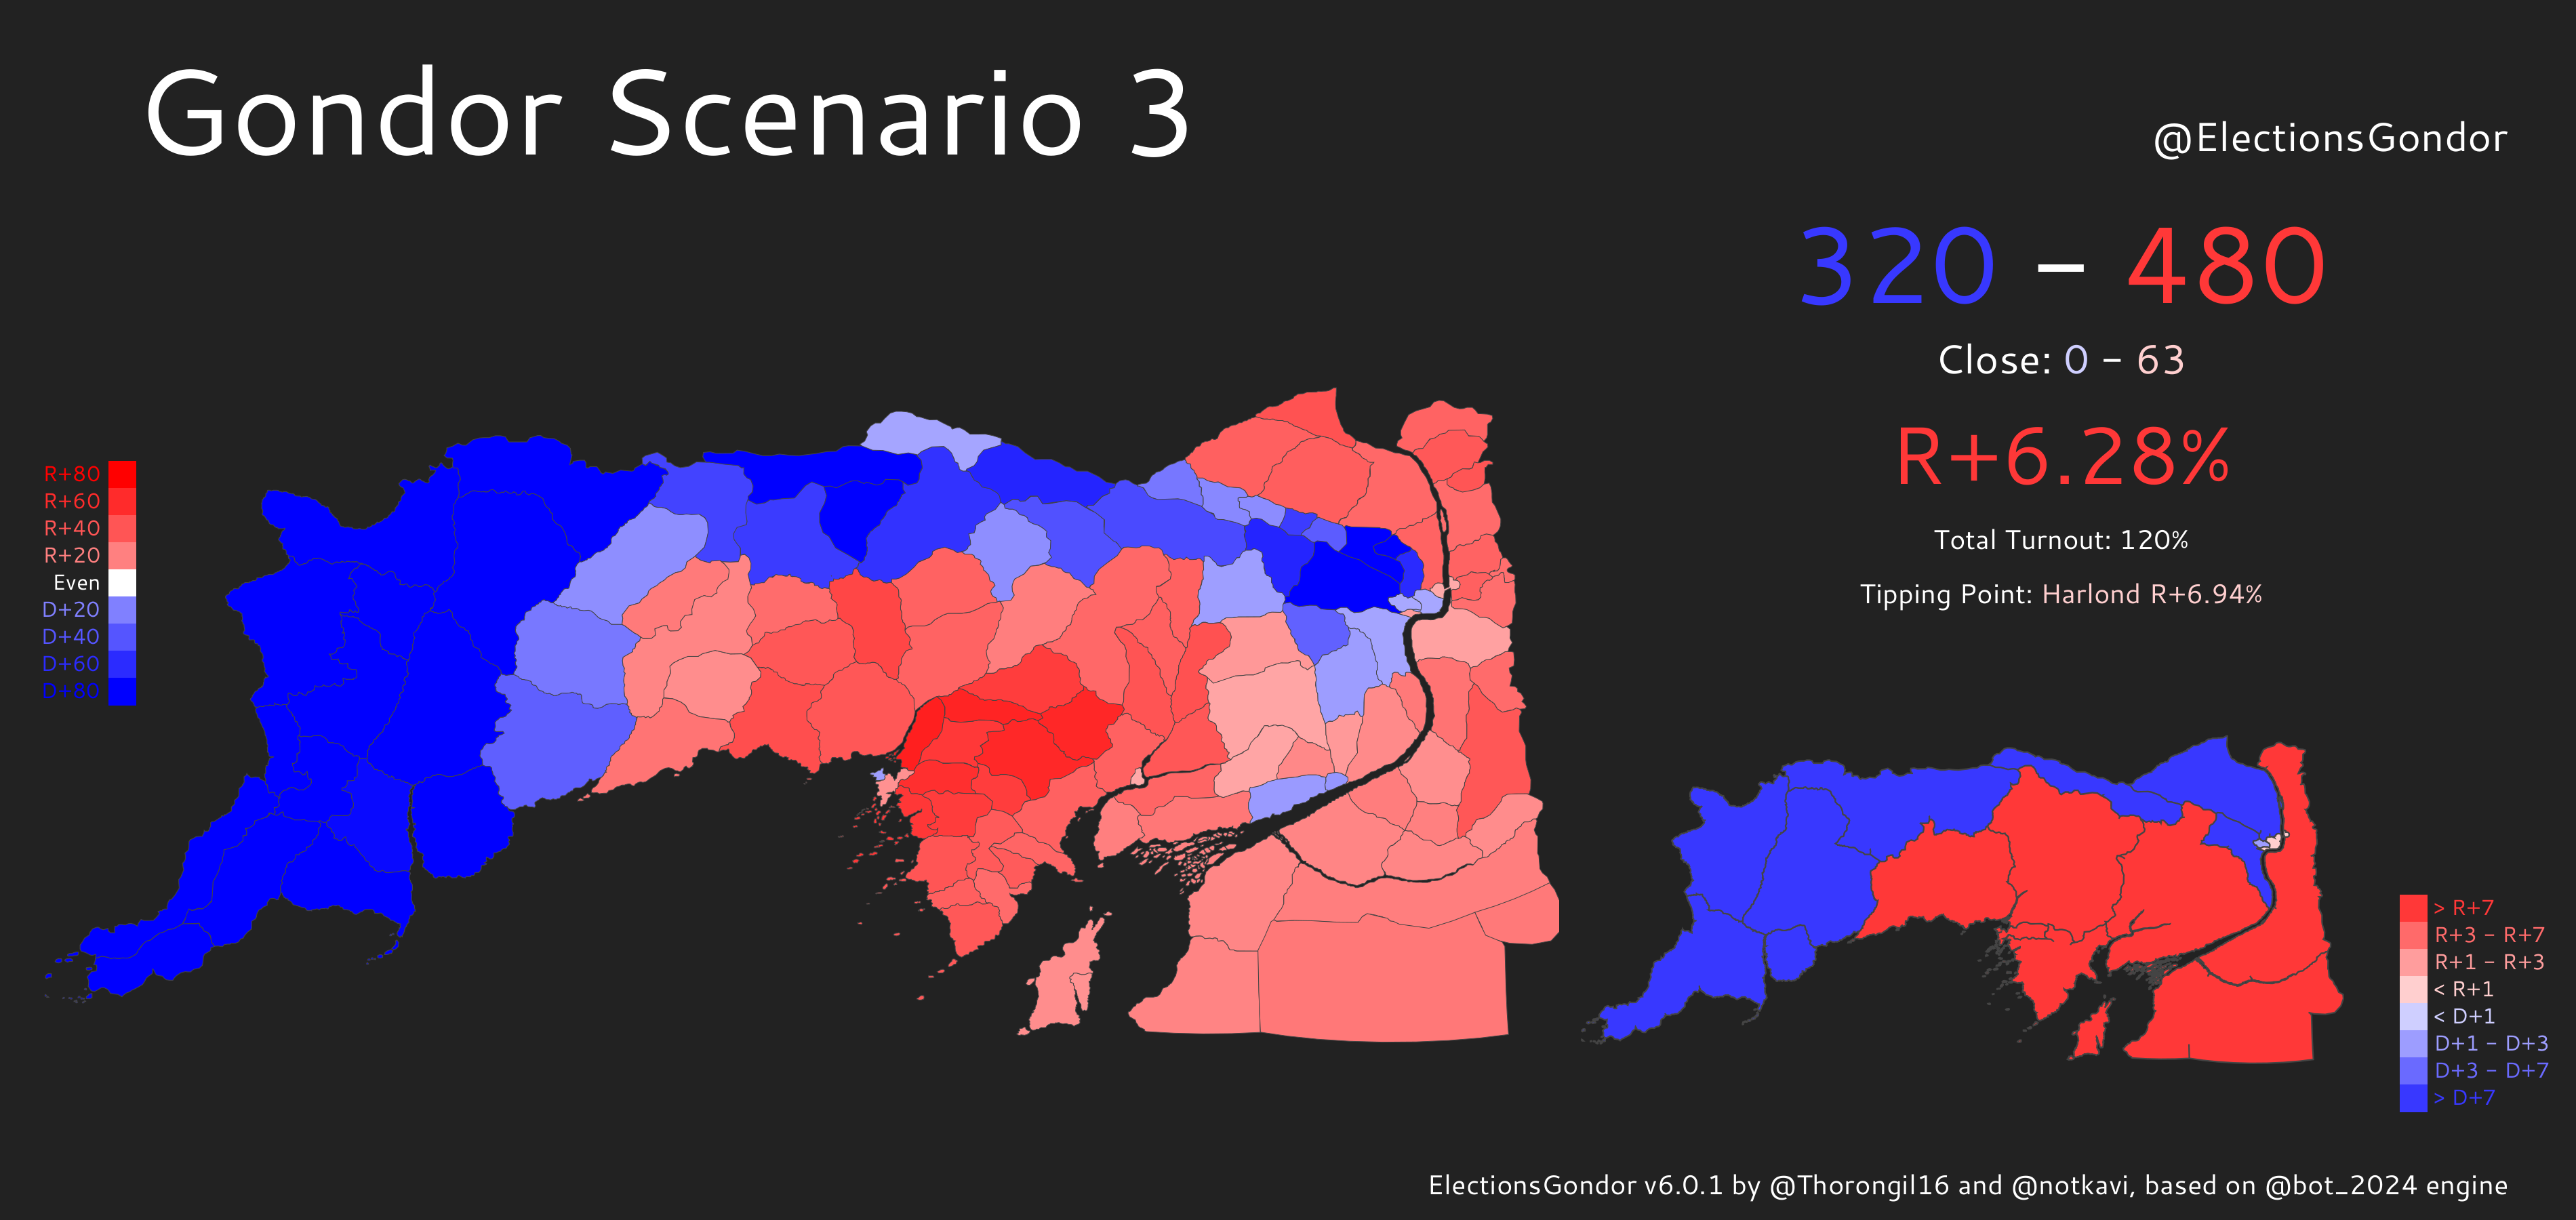 Gondor Scenario 3
@ElectionsGondor
320 – 480
Close: 0 – 63
R+6.28%
Total Turnout: 120%
Tipping Point: Harlond R+6.94%
R+80
R+60
R+40
R+20
Even
D+20
D+40
D+60
D+80
> R+7
R+3 – R+7
R+1 – R+3
< R+1
< D+1
D+1 – D+3
D+3 – D+7
> D+7
ElectionsGondor v6.0.1 by @Thorongil16 and @notkavi, based on @bot_2024 engine